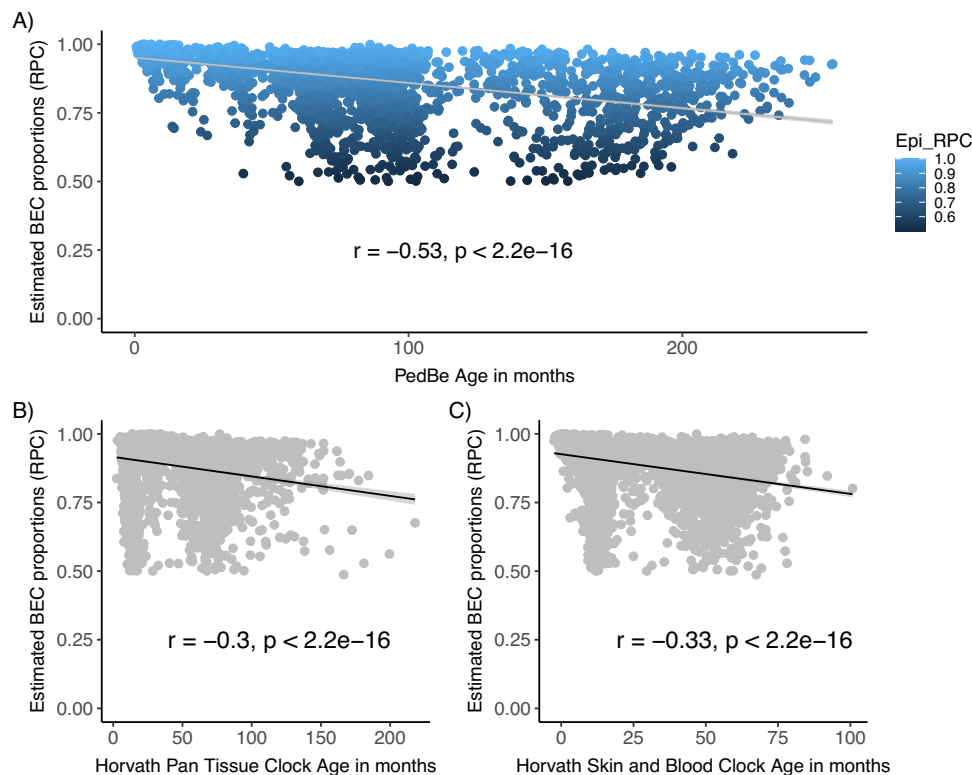 A)
Estimated BEC proportions (RPC)
1.00
0.75
0.50
0.25
0.00
r = −0.53, p < 2.2e−16
0 100 200
PedBe Age in months
Epi_RPC
1.0
0.9
0.8
0.7
0.6
B)
Estimated BEC proportions (RPC)
1.00
0.75
0.50
0.25
0.00
r = −0.3, p < 2.2e−16
0 50 100 150 200
Horvath Pan Tissue Clock Age in months
C)
Estimated BEC proportions (RPC)
1.00
0.75
0.50
0.25
0.00
r = −0.33, p < 2.2e−16
0 25 50 75 100
Horvath Skin and Blood Clock Age in months